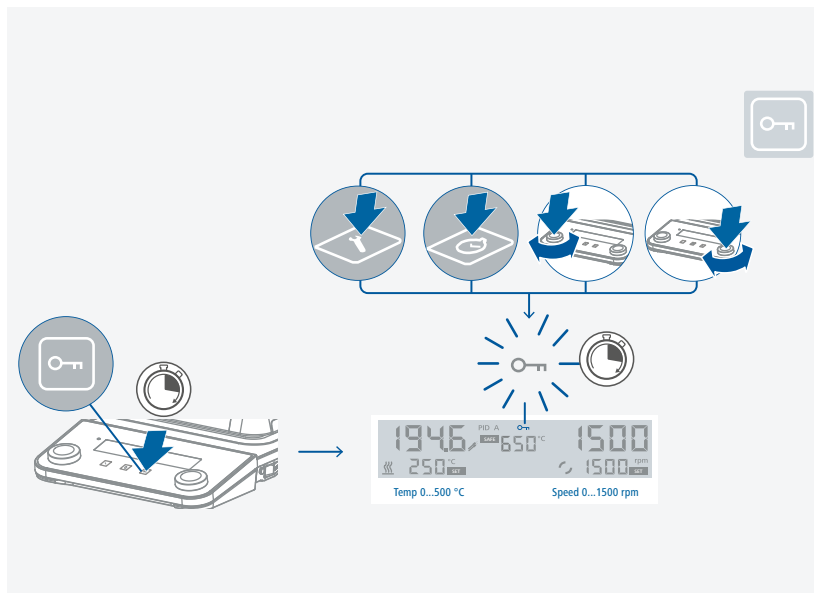 194.6
PID A
SAFE
650 °C
1500
250 °C SET
1500 rpm SET
Temp 0...500 °C
Speed 0...1500 rpm